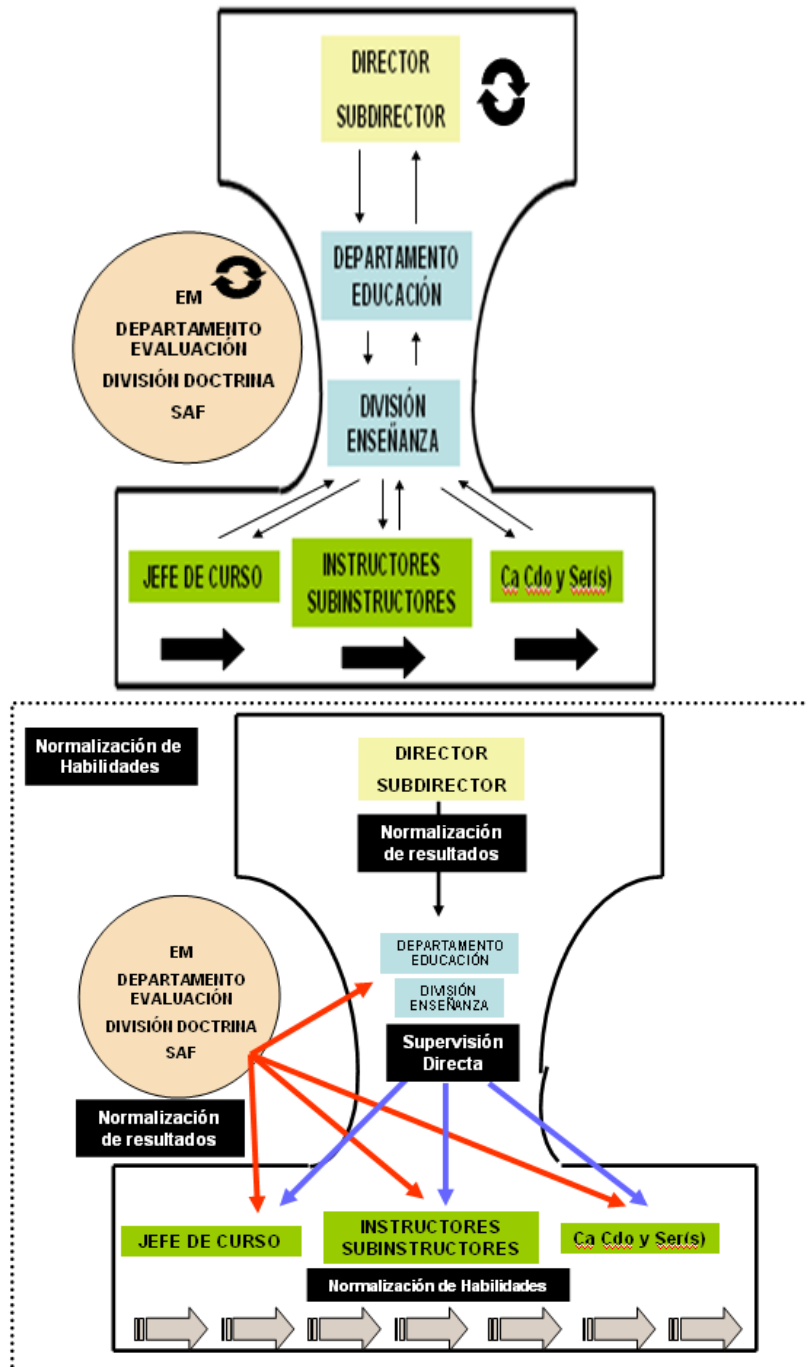 DIRECTOR
SUBDIRECTOR
DEPARTAMENTO
EDUCACIÓN
EM
DEPARTAMENTO
EVALUACIÓN
DIVISIÓN DOCTRINA
SAF
DIVISIÓN
ENSEÑANZA
JEFE DE CURSO
INSTRUCTORES
SUBINSTRUCTORES
Ca Cdo y Ser(s)
Normalización de
Habilidades
DIRECTOR
SUBDIRECTOR
Normalización
de resultados
EM
DEPARTAMENTO
EVALUACIÓN
DIVISIÓN DOCTRINA
SAF
DEPARTAMENTO
EDUCACIÓN
DIVISIÓN
ENSEÑANZA
Supervisión
Directa
Normalización
de resultados
JEFE DE CURSO
INSTRUCTORES
SUBINSTRUCTORES
Ca Cdo y Ser(s)
Normalización de Habilidades